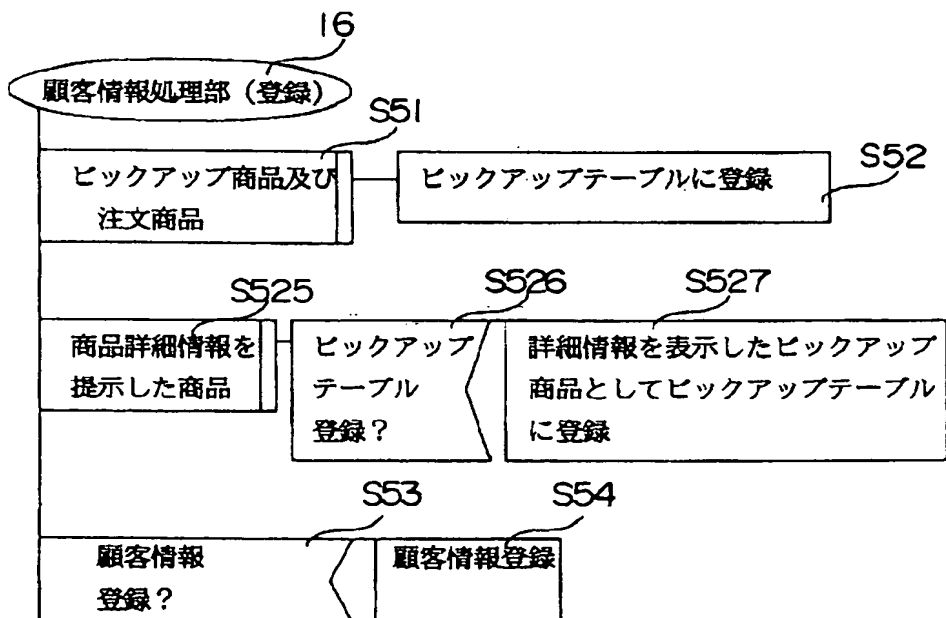 16
顧客情報処理部（登録）
S51
ピックアップ商品及び
注文商品
ピックアップテーブルに登録
S52
S525
商品詳細情報を
提示した商品
S526
ピックアップ
テーブル
登録？
S527
詳細情報を表示したピックアップ
商品としてピックアップテーブル
に登録
S53
顧客情報
登録？
S54
顧客情報登録